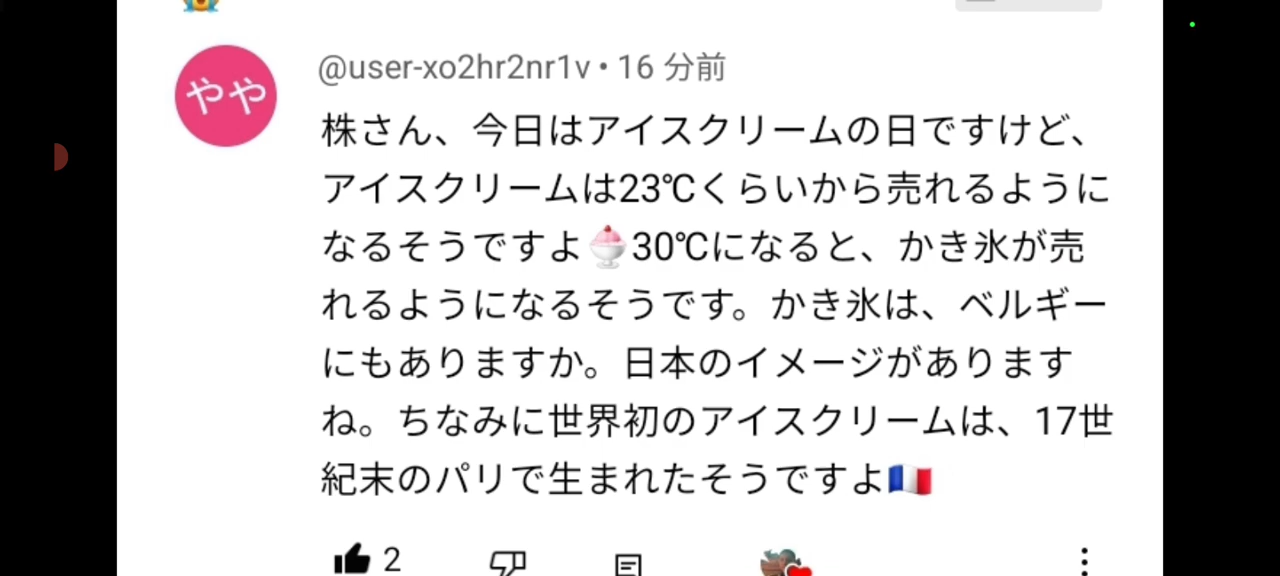 やや
@user-xo2hr2nr1v • 16 分前
株さん、今日はアイスクリームの日ですけど、
アイスクリームは23℃くらいから売れるように
なるそうですよ🍨30℃になると、かき氷が売
れるようになるそうです。かき氷は、ベルギー
にもありますか。日本のイメージがあります
ね。ちなみに世界初のアイスクリームは、17世
紀末のパリで生まれたそうですよ🇫🇷
2